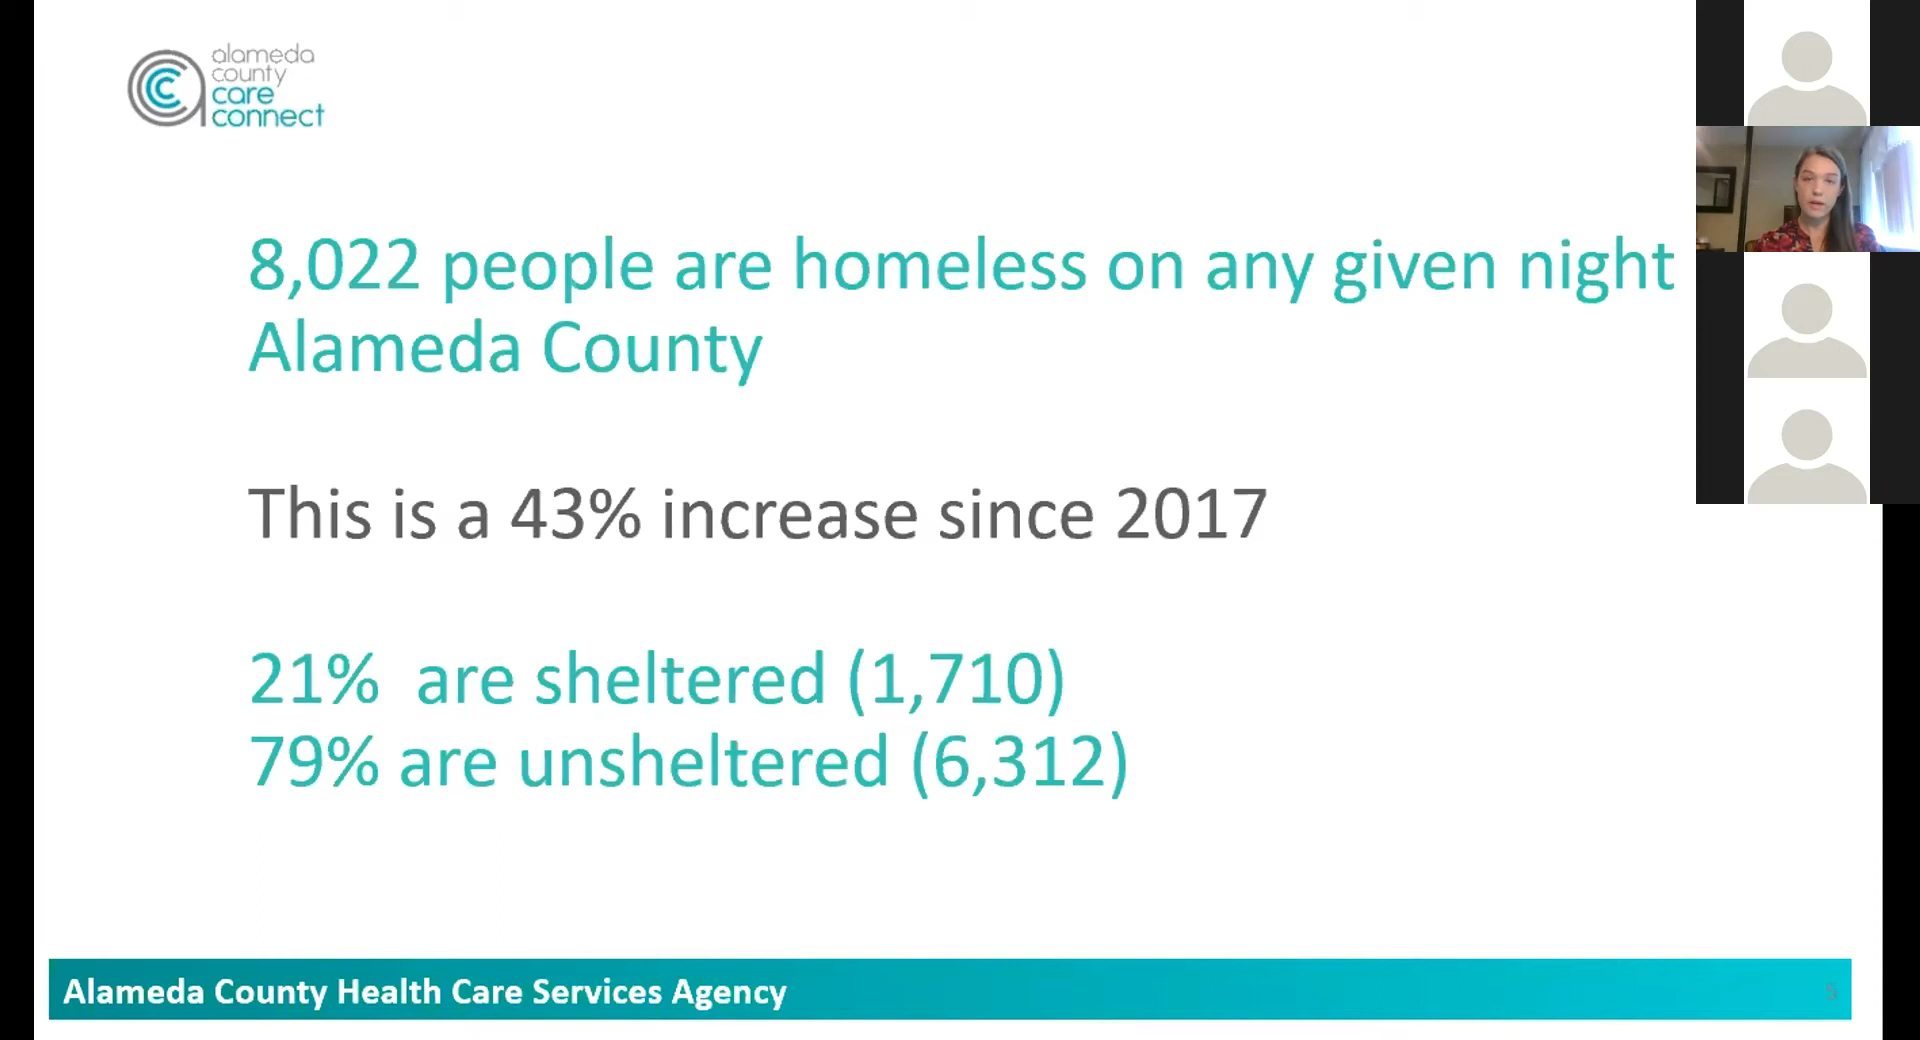 alameda
county
care
connect
8,022 people are homeless on any given night
Alameda County
This is a 43% increase since 2017
21% are sheltered (1,710)
79% are unsheltered (6,312)
Alameda County Health Care Services Agency
5